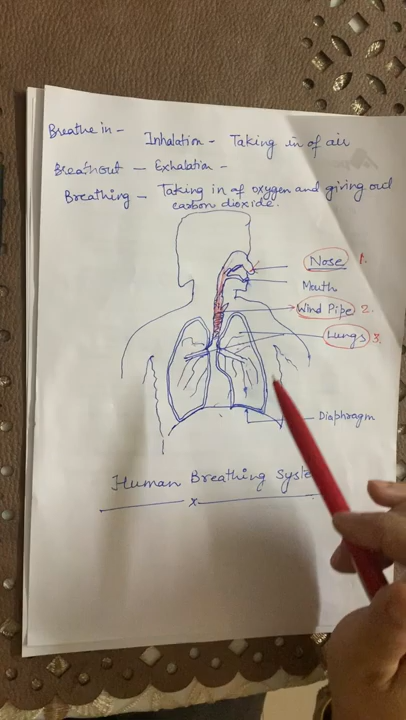 Breathe in - Inhalation - Taking in of air
Breathout - Exhalation -
Breathing - Taking in of oxygen and giving out
carbon dioxide.
Nose 1.
Mouth
Wind Pipe 2.
Lungs 3.
Diaphragm
Human Breathing Syste
x